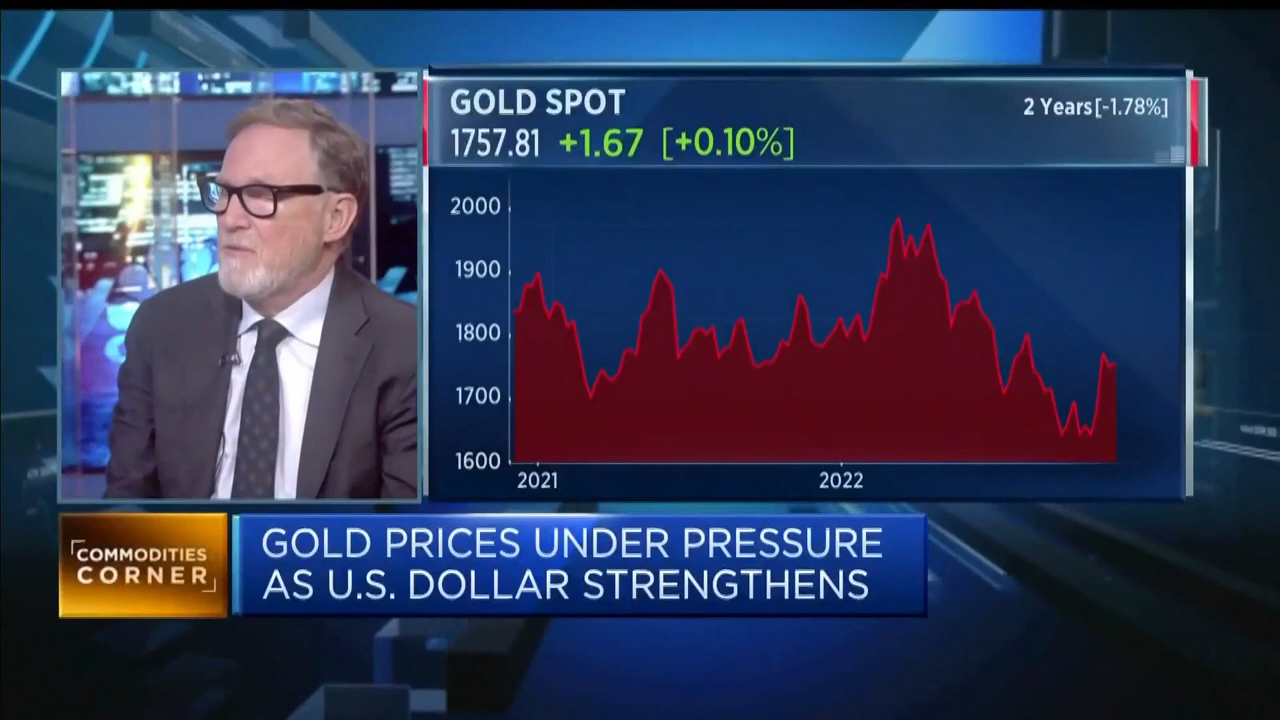 GOLD SPOT
1757.81 +1.67 [+0.10%]
2 Years[-1.78%]
2000
1900
1800
1700
1600
2021
2022
COMMODITIES
CORNER
GOLD PRICES UNDER PRESSURE
AS U.S. DOLLAR STRENGTHENS